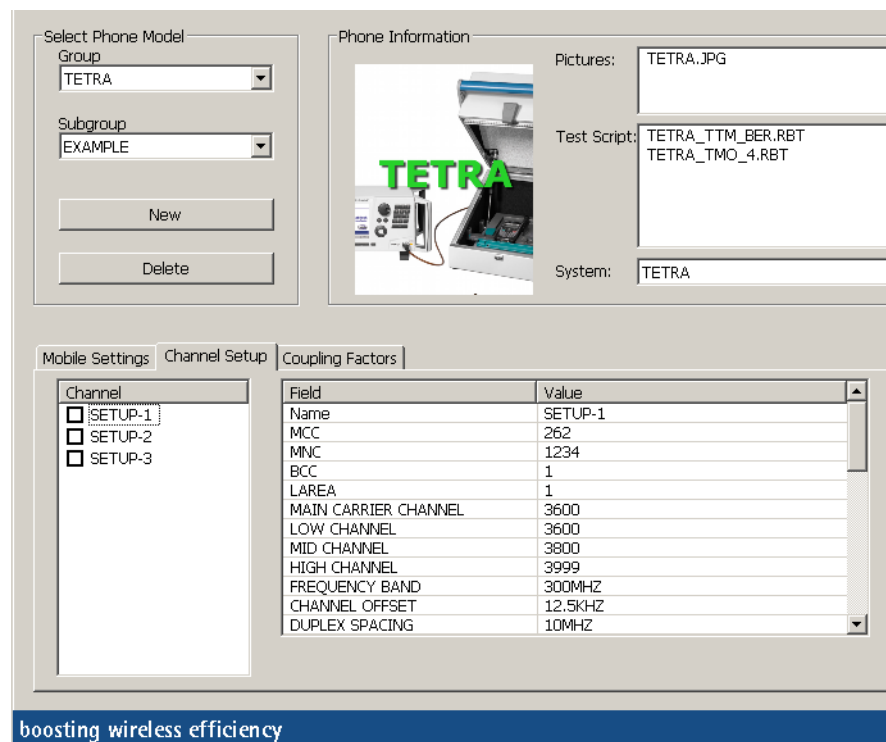 Select Phone Model
Group
TETRA
Subgroup
EXAMPLE
New
Delete
Phone Information
TETRA
Pictures:
TETRA.JPG
Test Script:
TETRA_TTM_BER.RBT
TETRA_TMO_4.RBT
System:
TETRA
Mobile Settings Channel Setup Coupling Factors
Channel
SETUP-1
SETUP-2
SETUP-3
Field Value
Name SETUP-1
MCC 262
MNC 1234
BCC 1
LAREA 1
MAIN CARRIER CHANNEL 3600
LOW CHANNEL 3600
MID CHANNEL 3800
HIGH CHANNEL 3999
FREQUENCY BAND 300MHZ
CHANNEL OFFSET 12.5KHZ
DUPLEX SPACING 10MHZ
boosting wireless efficiency